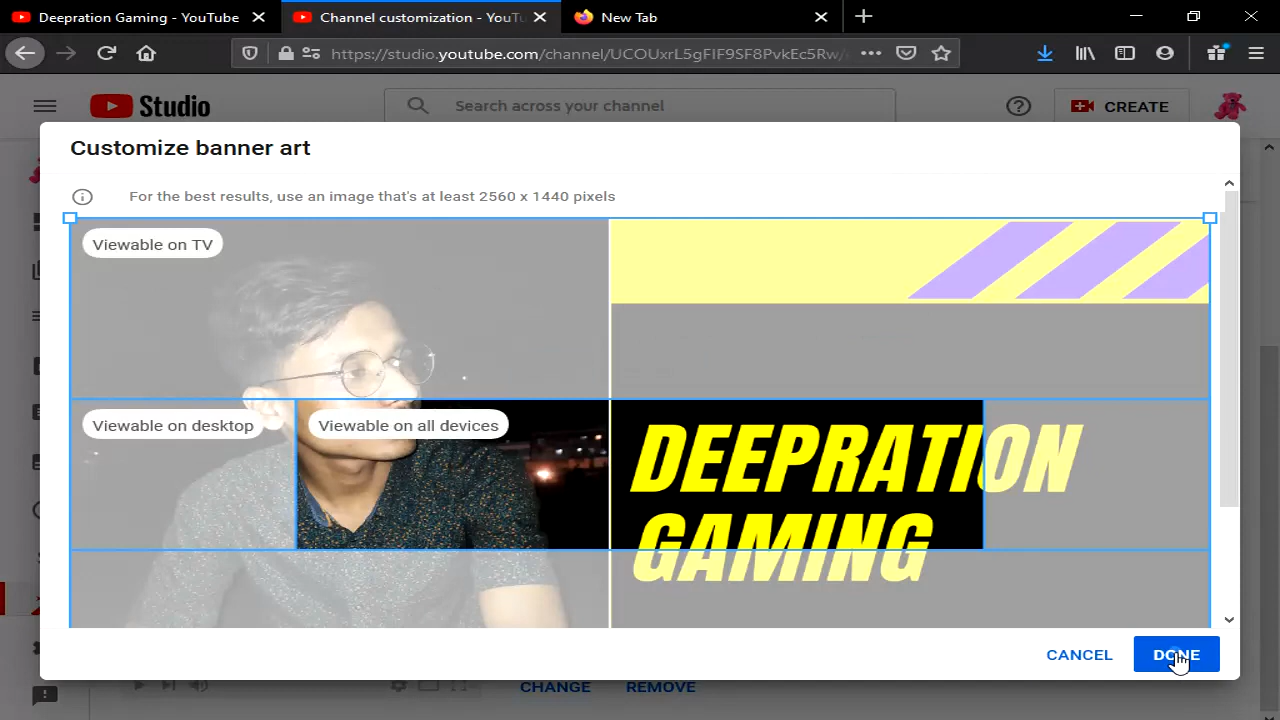 Deepration Gaming - YouTube
Channel customization - YouTu
New Tab
https://studio.youtube.com/channel/UCOUxrL5gFIF9SF8PvkEc5Rw/
Studio
Search across your channel
CREATE
Customize banner art
For the best results, use an image that's at least 2560 x 1440 pixels
Viewable on TV
Viewable on desktop
Viewable on all devices
DEEPRATION
GAMING
CANCEL
DONE
CHANGE
REMOVE